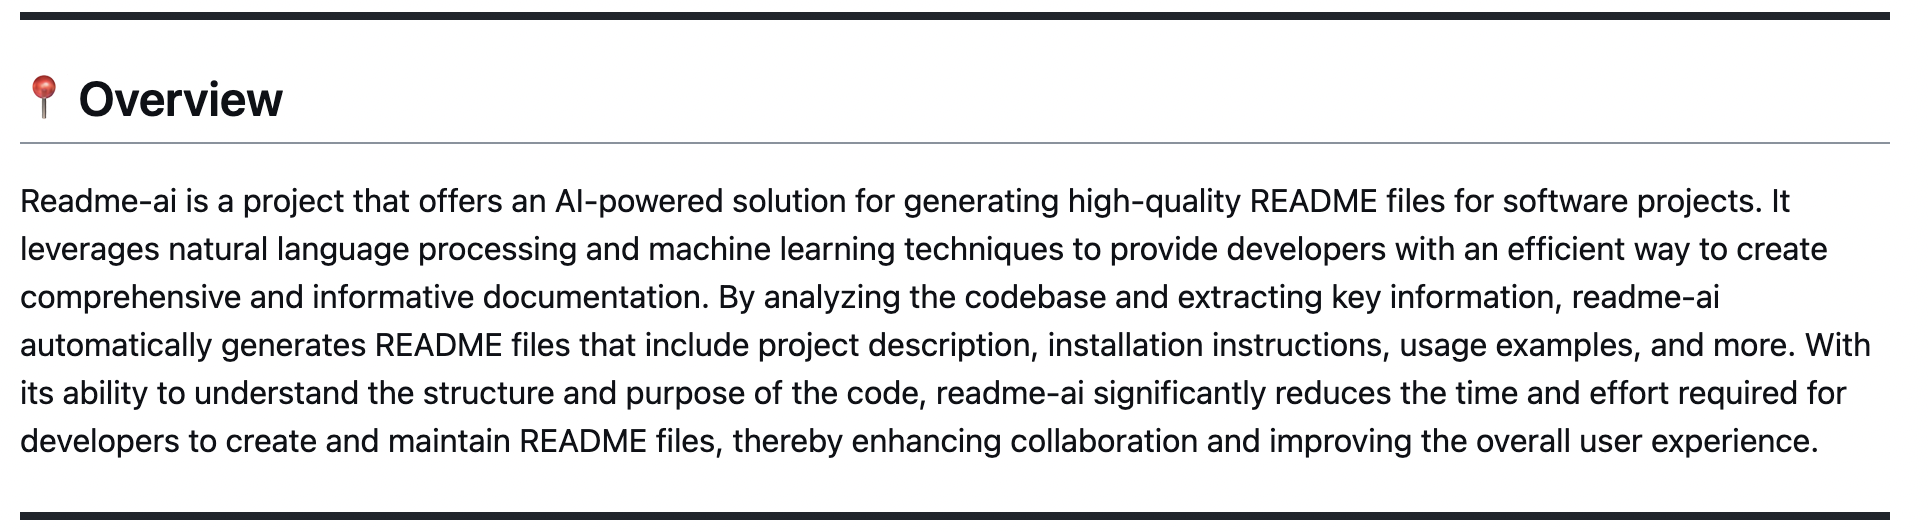 📍 Overview
Readme-ai is a project that offers an AI-powered solution for generating high-quality README files for software projects. It
leverages natural language processing and machine learning techniques to provide developers with an efficient way to create
comprehensive and informative documentation. By analyzing the codebase and extracting key information, readme-ai
automatically generates README files that include project description, installation instructions, usage examples, and more. With
its ability to understand the structure and purpose of the code, readme-ai significantly reduces the time and effort required for
developers to create and maintain README files, thereby enhancing collaboration and improving the overall user experience.